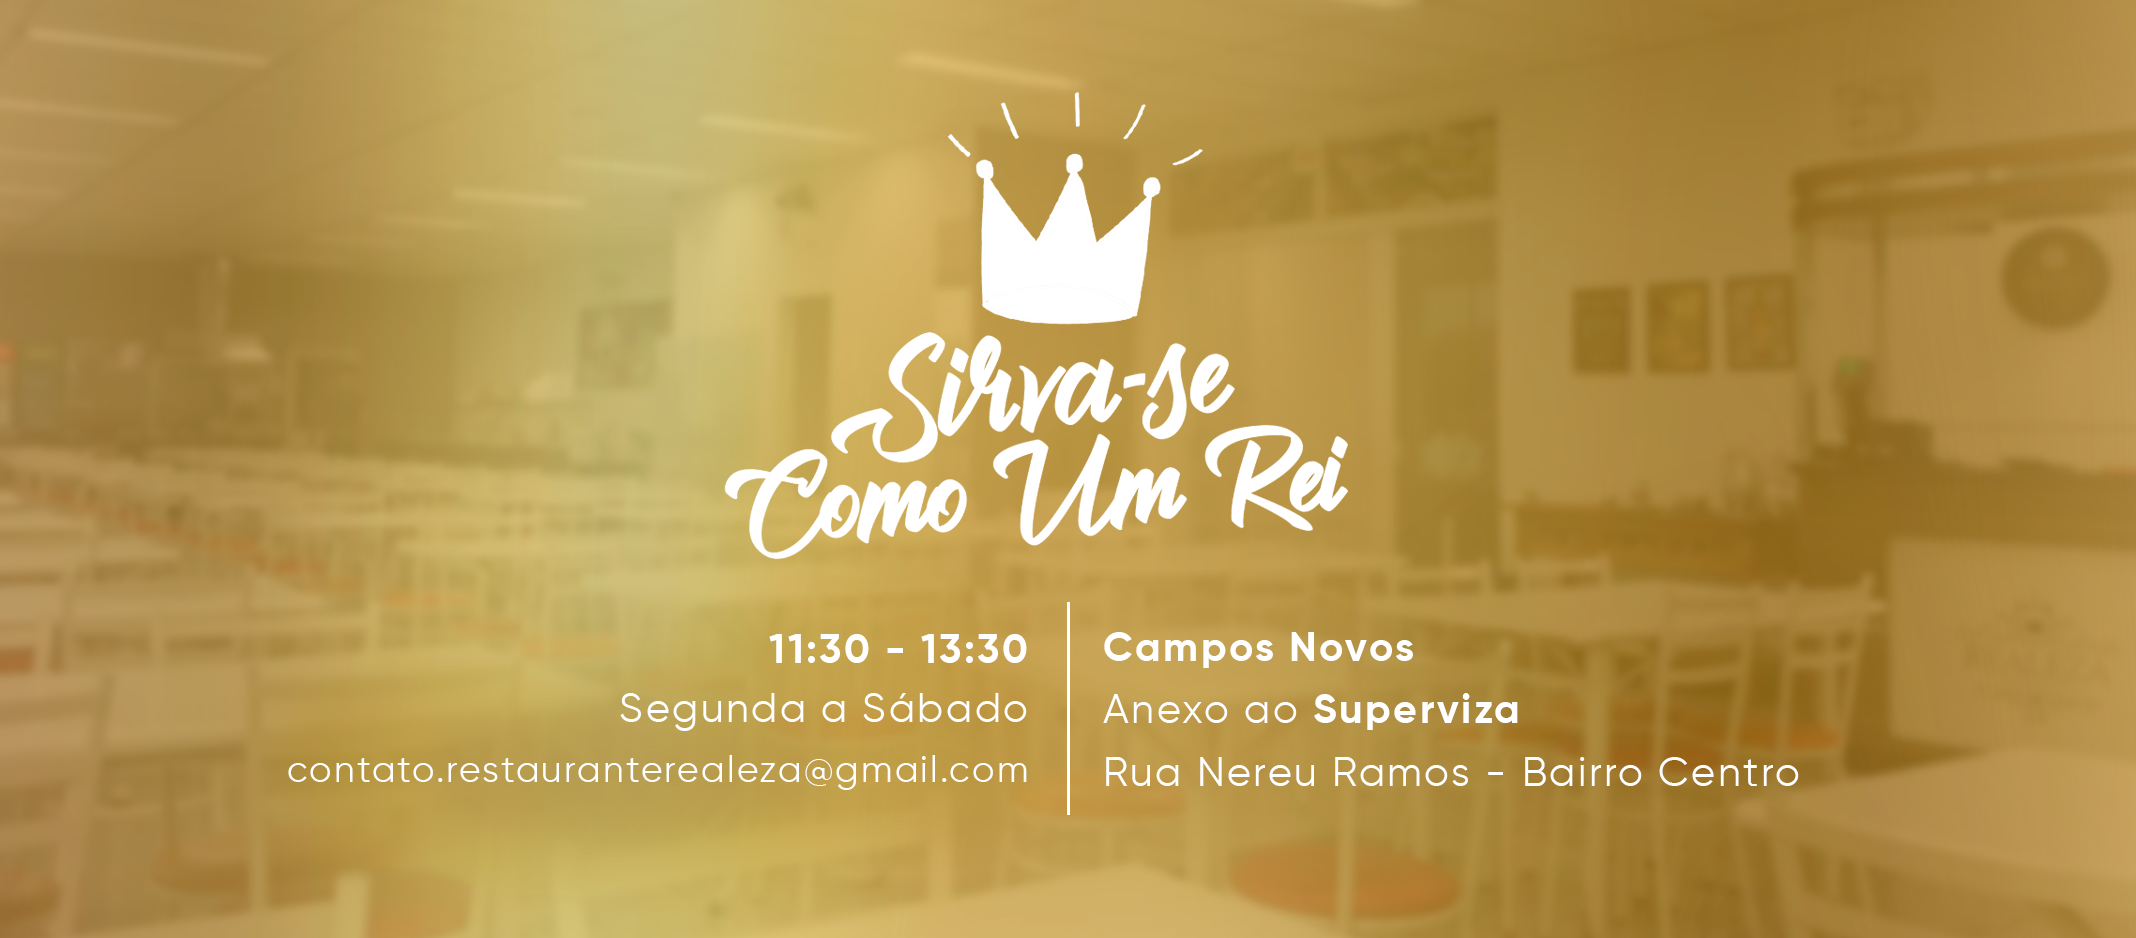 Sirva-se
Como Um Rei
11:30 - 13:30
Segunda a Sábado
contato.restauranterealeza@gmail.com
Campos Novos
Anexo ao Superviza
Rua Nereu Ramos - Bairro Centro
REALEZA